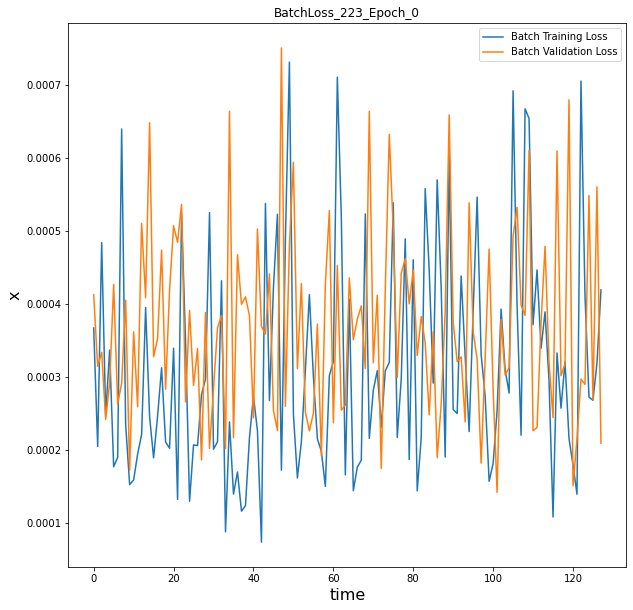 BatchLoss_223_Epoch_0
Batch Training Loss
Batch Validation Loss
0.0007
0.0006
0.0005
0.0004
0.0003
0.0002
0.0001
x
0 20 40 60 80 100 120
time